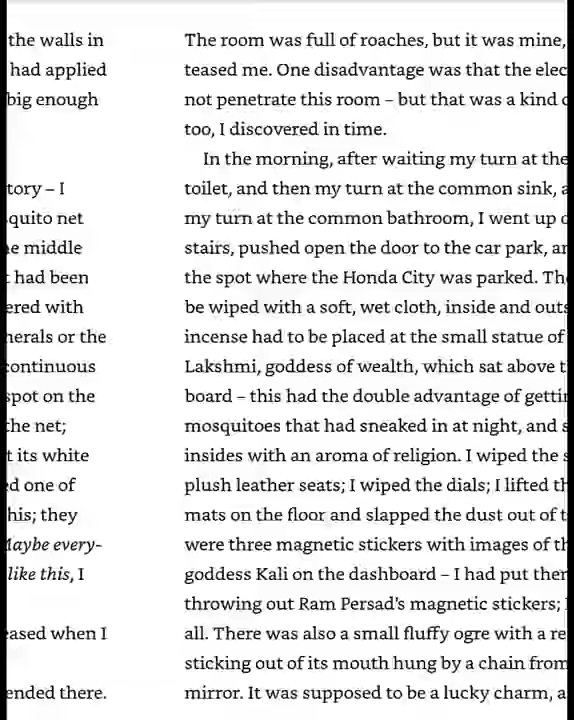 the walls in
had applied
big enough
tory – I
quito net
middle
had been
ered with
nerals or the
continuous
spot on the
the net;
its white
d one of
his; they
Maybe every-
like this, I
eased when I
ended there.
The room was full of roaches, but it was mine,
teased me. One disadvantage was that the elec
not penetrate this room – but that was a kind
too, I discovered in time.
In the morning, after waiting my turn at the
toilet, and then my turn at the common sink, a
my turn at the common bathroom, I went up
stairs, pushed open the door to the car park, an
the spot where the Honda City was parked. Th
be wiped with a soft, wet cloth, inside and outs
incense had to be placed at the small statue of
Lakshmi, goddess of wealth, which sat above t
board – this had the double advantage of gettin
mosquitoes that had sneaked in at night, and s
insides with an aroma of religion. I wiped the s
plush leather seats; I wiped the dials; I lifted th
mats on the floor and slapped the dust out of t
were three magnetic stickers with images of th
goddess Kali on the dashboard – I had put them
throwing out Ram Persad's magnetic stickers;
all. There was also a small fluffy ogre with a re
sticking out of its mouth hung by a chain from
mirror. It was supposed to be a lucky charm, a